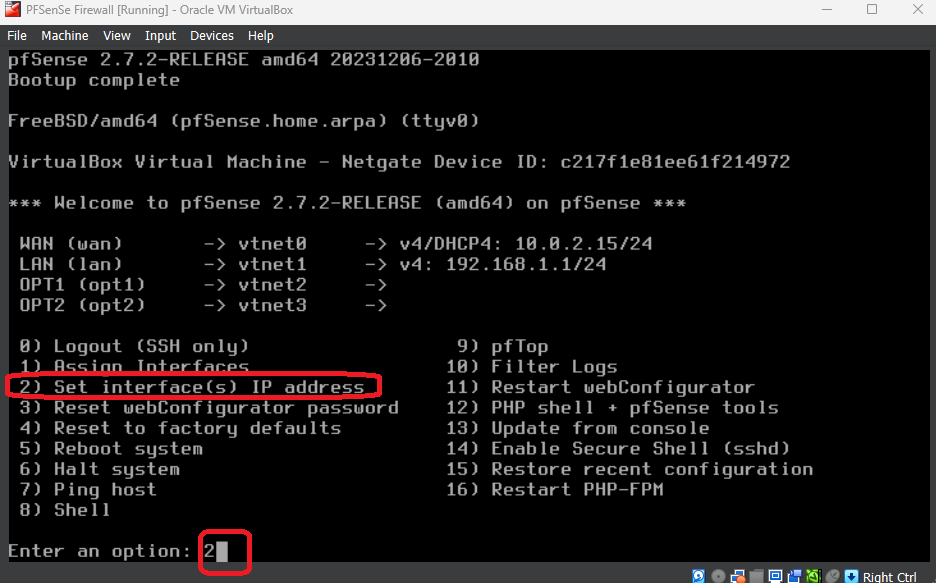 PFSenSe Firewall [Running] - Oracle VM VirtualBox
File Machine View Input Devices Help
pfSense 2.7.2-RELEASE amd64 20231206-2010
Bootup complete
FreeBSD/amd64 (pfSense.home.arpa) (ttyv0)
VirtualBox Virtual Machine - Netgate Device ID: c217f1e81ee61f214972
*** Welcome to pfSense 2.7.2-RELEASE (amd64) on pfSense ***
WAN (wan) -> vtnet0 -> v4/DHCP4: 10.0.2.15/24
LAN (lan) -> vtnet1 -> v4: 192.168.1.1/24
OPT1 (opt1) -> vtnet2 ->
OPT2 (opt2) -> vtnet3 ->
0) Logout (SSH only) 9) pfTop
1) Assign Interfaces 10) Filter Logs
2) Set interface(s) IP address 11) Restart webConfigurator
3) Reset webConfigurator password 12) PHP shell + pfSense tools
4) Reset to factory defaults 13) Update from console
5) Reboot system 14) Enable Secure Shell (sshd)
6) Halt system 15) Restore recent configuration
7) Ping host 16) Restart PHP-FPM
8) Shell
Enter an option: 2
Right Ctrl